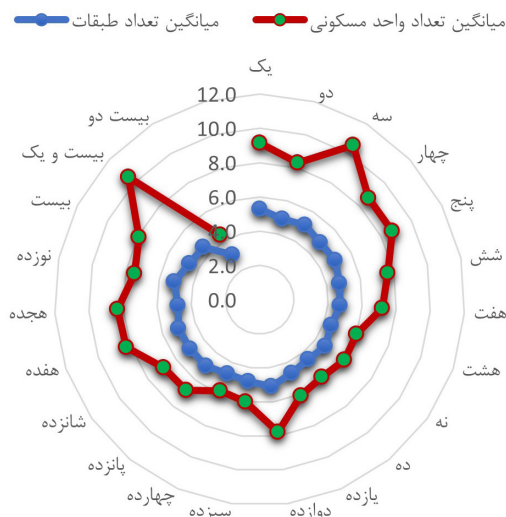 میانگین تعداد واحد مسکونی
میانگین تعداد طبقات
یک
دو
سه
چهار
پنج
شش
هفت
هشت
نه
ده
یازده
دوازده
سیزده
چهارده
پانزده
شانزده
هفده
هجده
نوزده
بیست
بیست و یک
بیست دو
12.0
10.0
8.0
6.0
4.0
2.0
0.0